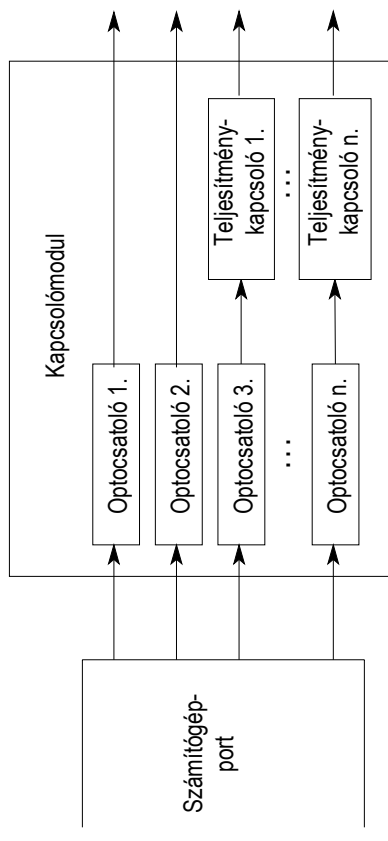 Kapcsolómodul
Számítógép-
port
Optocsatoló 1.
Optocsatoló 2.
Optocsatoló 3.
...
Optocsatoló n.
Teljesítmény-
kapcsoló 1.
...
Teljesítmény-
kapcsoló n.